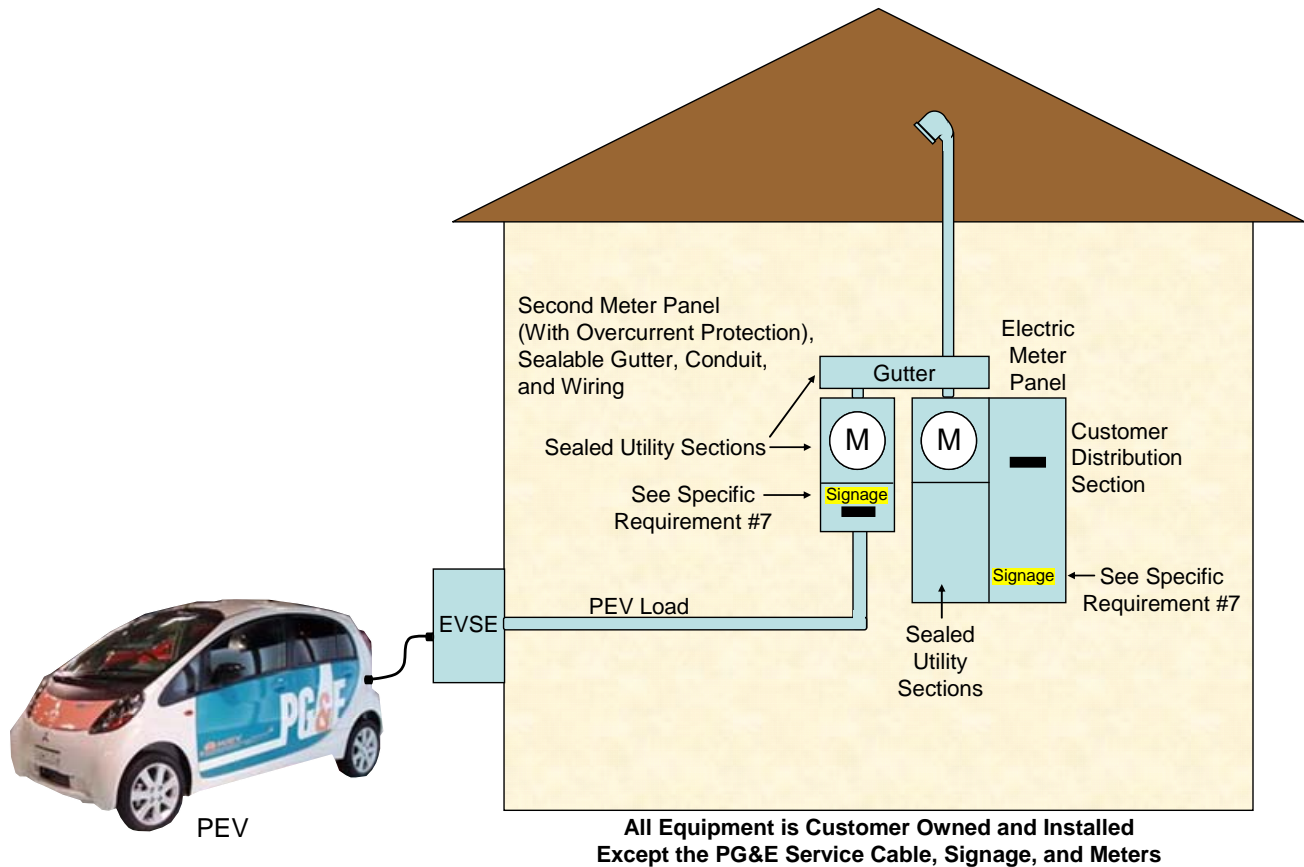 Second Meter Panel
(With Overcurrent Protection),
Sealable Gutter, Conduit,
and Wiring
Electric
Meter
Panel
Gutter
M
M
Sealed Utility Sections
Customer
Distribution
Section
See Specific
Requirement #7
Signage
Signage
See Specific
Requirement #7
PEV Load
EVSE
Sealed
Utility
Sections
PG&E
PEV
All Equipment is Customer Owned and Installed
Except the PG&E Service Cable, Signage, and Meters